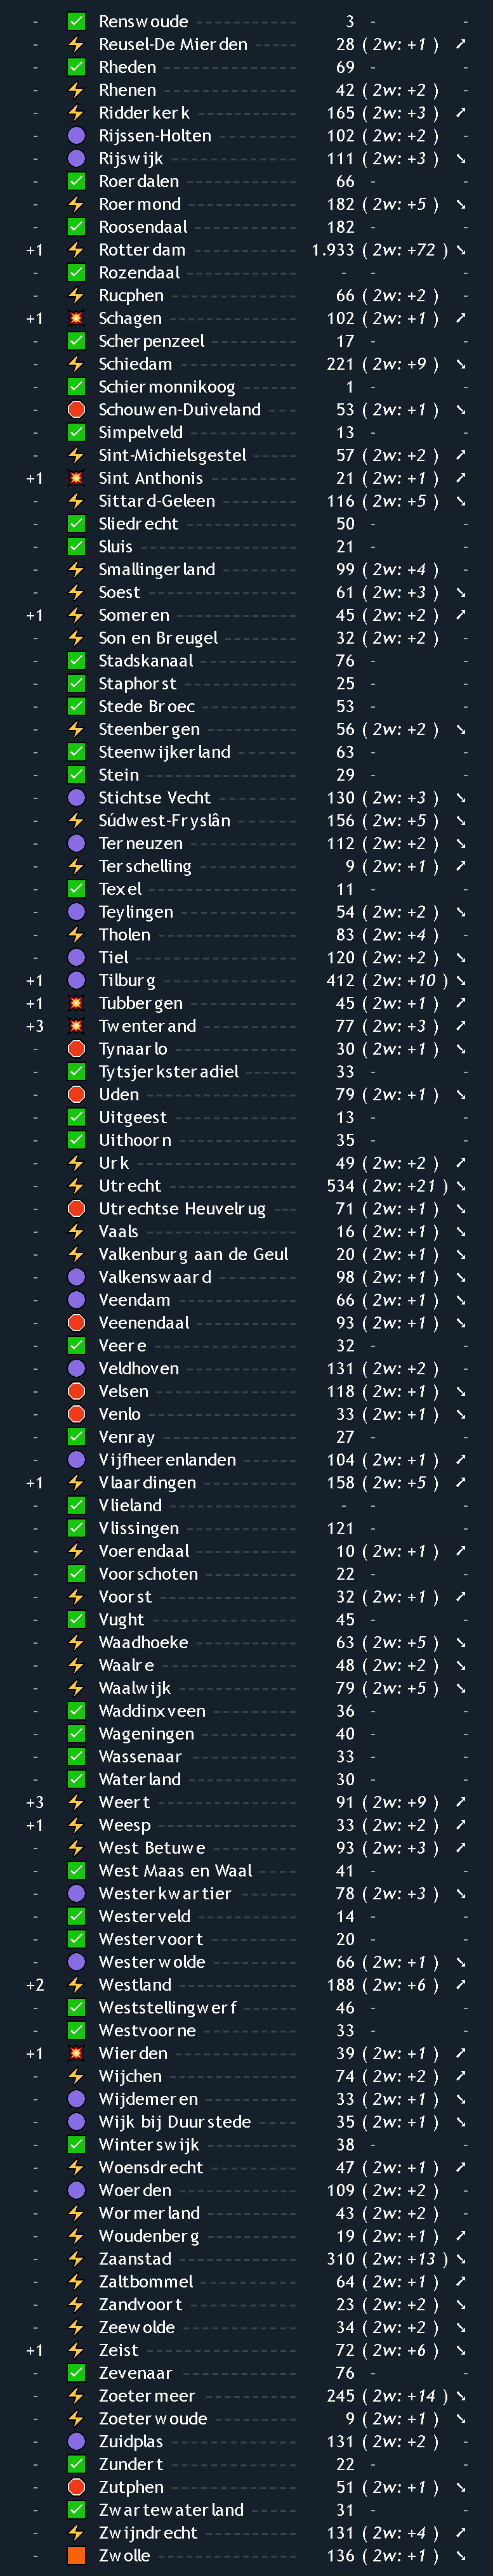 - ✅ Renswoude 3 - -
- ⚡ Reusel-De Mierden ------------ 28 ( 2w: +1 ) ➚
- ✅ Rheden ------------------- 69 - -
- ⚡ Rhenen ------------------- 42 ( 2w: +2 ) -
- ⚡ Ridderkerk --------------- 165 ( 2w: +3 ) ➚
- 🟣 Rijssen-Holten ----------- 102 ( 2w: +2 ) -
- 🟣 Rijswijk ----------------- 111 ( 2w: +3 ) ➘
- ✅ Roerdalen ---------------- 66 - -
- ⚡ Roermond ----------------- 182 ( 2w: +5 ) ➘
- ✅ Roosendaal --------------- 182 - -
+1 ⚡ Rotterdam --------------- 1.933 ( 2w: +72 ) ➘
- ✅ Rozendaal ---------------- - - -
- ⚡ Rucphen ------------------ 66 ( 2w: +2 ) -
+1 💥 Schagen ----------------- 102 ( 2w: +1 ) ➚
- ✅ Scherpenzeel ------------- 17 - -
- ⚡ Schiedam ----------------- 221 ( 2w: +9 ) ➘
- ✅ Schiermonnikoog ---------- 1 - -
- 🛑 Schouwen-Duiveland ------- 53 ( 2w: +1 ) ➘
- ✅ Simpelveld --------------- 13 - -
- ⚡ Sint-Michielsgestel ------ 57 ( 2w: +2 ) ➚
+1 💥 Sint Anthonis ----------- 21 ( 2w: +1 ) ➚
- ⚡ Sittard-Geleen ----------- 116 ( 2w: +5 ) ➘
- ✅ Sliedrecht --------------- 50 - -
- ✅ Sluis -------------------- 21 - -
- ⚡ Smallingerland ----------- 99 ( 2w: +4 ) -
- ⚡ Soest -------------------- 61 ( 2w: +3 ) ➘
+1 ⚡ Someren ----------------- 45 ( 2w: +2 ) ➚
- ⚡ Son en Breugel ----------- 32 ( 2w: +2 ) -
- ✅ Stadskanaal -------------- 76 - -
- ✅ Staphorst ---------------- 25 - -
- ✅ Stede Broec -------------- 53 - -
- ⚡ Steenbergen -------------- 56 ( 2w: +2 ) ➘
- ✅ Steenwijkerland ---------- 63 - -
- ✅ Stein -------------------- 29 - -
- 🟣 Stichtse Vecht ----------- 130 ( 2w: +3 ) ➘
- ⚡ Súdwest-Fryslân ---------- 156 ( 2w: +5 ) ➘
- 🟣 Terneuzen ---------------- 112 ( 2w: +2 ) ➘
- ⚡ Terschelling ------------- 9 ( 2w: +1 ) ➚
- ✅ Texel -------------------- 11 - -
- 🟣 Teylingen ---------------- 54 ( 2w: +2 ) ➘
- ⚡ Tholen ------------------- 83 ( 2w: +4 ) -
- 🟣 Tiel --------------------- 120 ( 2w: +2 ) ➘
+1 🟣 Tilburg ----------------- 412 ( 2w: +10 ) ➘
+1 💥 Tubbergen --------------- 45 ( 2w: +1 ) ➚
+3 💥 Twenterand -------------- 77 ( 2w: +3 ) ➚
- 🛑 Tynaarlo ----------------- 30 ( 2w: +1 ) ➘
- ✅ Tytsjerksteradiel -------- 33 - -
- 🛑 Uden --------------------- 79 ( 2w: +1 ) ➘
- ✅ Uitgeest ----------------- 13 - -
- ✅ Uithoorn ----------------- 35 - -
- ⚡ Urk ---------------------- 49 ( 2w: +2 ) ➚
- ⚡ Utrecht ------------------ 534 ( 2w: +21 ) ➘
- 🛑 Utrechtse Heuvelrug --- 71 ( 2w: +1 ) ➘
- ⚡ Vaals -------------------- 16 ( 2w: +1 ) ➘
- ⚡ Valkenburg aan de Geul 20 ( 2w: +1 ) ➘
- 🟣 Valkenswaard ------------- 98 ( 2w: +1 ) ➘
- 🟣 Veendam ------------------ 66 ( 2w: +1 ) ➘
- 🛑 Veenendaal --------------- 93 ( 2w: +1 ) ➘
- ✅ Veere -------------------- 32 - -
- 🟣 Veldhoven ---------------- 131 ( 2w: +2 ) -
- 🛑 Velsen ------------------- 118 ( 2w: +1 ) ➘
- 🛑 Venlo -------------------- 33 ( 2w: +1 ) ➘
- ✅ Venray ------------------- 27 - -
- 🟣 Vijfheerenlanden --------- 104 ( 2w: +1 ) ➚
+1 ⚡ Vlaardingen ------------- 158 ( 2w: +5 ) ➚
- ✅ Vlieland ----------------- - - -
- ✅ Vlissingen --------------- 121 - -
- ⚡ Voerendaal --------------- 10 ( 2w: +1 ) ➚
- ✅ Voorschoten -------------- 22 - -
- ⚡ Voorst ------------------- 32 ( 2w: +1 ) ➚
- ✅ Vught -------------------- 45 - -
- ⚡ Waadhoeke ---------------- 63 ( 2w: +5 ) ➘
- ⚡ Waalre ------------------- 48 ( 2w: +2 ) ➘
- ⚡ Waalwijk ----------------- 79 ( 2w: +5 ) ➘
- ✅ Waddinxveen -------------- 36 - -
- ✅ Wageningen --------------- 40 - -
- ✅ Wassenaar ---------------- 33 - -
- ✅ Waterland ---------------- 30 - -
+3 ⚡ Weert ------------------- 91 ( 2w: +9 ) ➚
+1 ⚡ Weesp ------------------- 33 ( 2w: +2 ) ➚
- ⚡ West Betuwe -------------- 93 ( 2w: +3 ) ➚
- ✅ West Maas en Waal -------- 41 - -
- 🟣 Westerkwartier ----------- 78 ( 2w: +3 ) ➘
- ✅ Westerveld --------------- 14 - -
- ✅ Westervoort -------------- 20 - -
- 🟣 Westerwolde -------------- 66 ( 2w: +1 ) ➘
+2 ⚡ Westland ---------------- 188 ( 2w: +6 ) ➚
- ✅ Weststellingwerf --------- 46 - -
- ✅ Westvoorne --------------- 33 - -
+1 💥 Wierden ----------------- 39 ( 2w: +1 ) ➚
- ⚡ Wijchen ------------------ 74 ( 2w: +2 ) ➚
- 🟣 Wijdemeren --------------- 33 ( 2w: +1 ) ➘
- 🟣 Wijk bij Duurstede ------- 35 ( 2w: +1 ) ➘
- ✅ Winterswijk -------------- 38 - -
- ⚡ Woensdrecht -------------- 47 ( 2w: +1 ) ➚
- 🟣 Woerden ------------------ 109 ( 2w: +2 ) -
- ⚡ Wormerland --------------- 43 ( 2w: +2 ) -
- ⚡ Woudenberg --------------- 19 ( 2w: +1 ) ➚
- ⚡ Zaanstad ----------------- 310 ( 2w: +13 ) ➘
- ⚡ Zaltbommel --------------- 64 ( 2w: +1 ) ➚
- ⚡ Zandvoort ---------------- 23 ( 2w: +2 ) ➘
- ⚡ Zeewolde ----------------- 34 ( 2w: +2 ) ➘
+1 ⚡ Zeist ------------------- 72 ( 2w: +6 ) ➘
- ✅ Zevenaar ----------------- 76 - -
- ⚡ Zoetermeer --------------- 245 ( 2w: +14 ) ➘
- ⚡ Zoeterwoude -------------- 9 ( 2w: +1 ) ➘
- 🟣 Zuidplas ----------------- 131 ( 2w: +2 ) -
- ✅ Zundert ------------------ 22 - -
- 🛑 Zutphen ------------------ 51 ( 2w: +1 ) ➘
- ✅ Zwartewaterland ---------- 31 - -
- ⚡ Zwijndrecht -------------- 131 ( 2w: +4 ) ➚
- 🟧 Zwolle ------------------- 136 ( 2w: +1 ) ➘